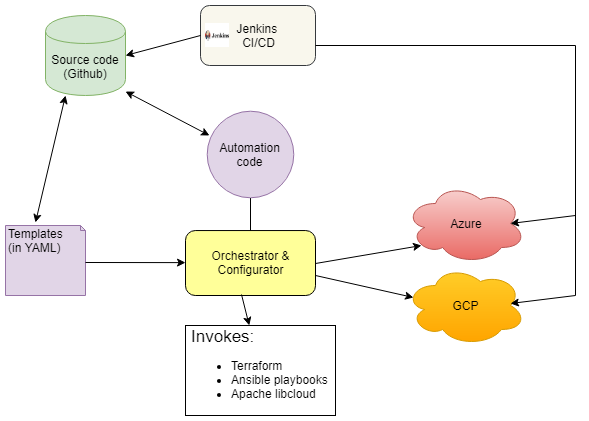 Jenkins
Jenkins
CI/CD
Source code
(Github)
Automation
code
Templates
(in YAML)
Orchestrator &
Configurator
Azure
GCP
Invokes:
• Terraform
• Ansible playbooks
• Apache libcloud